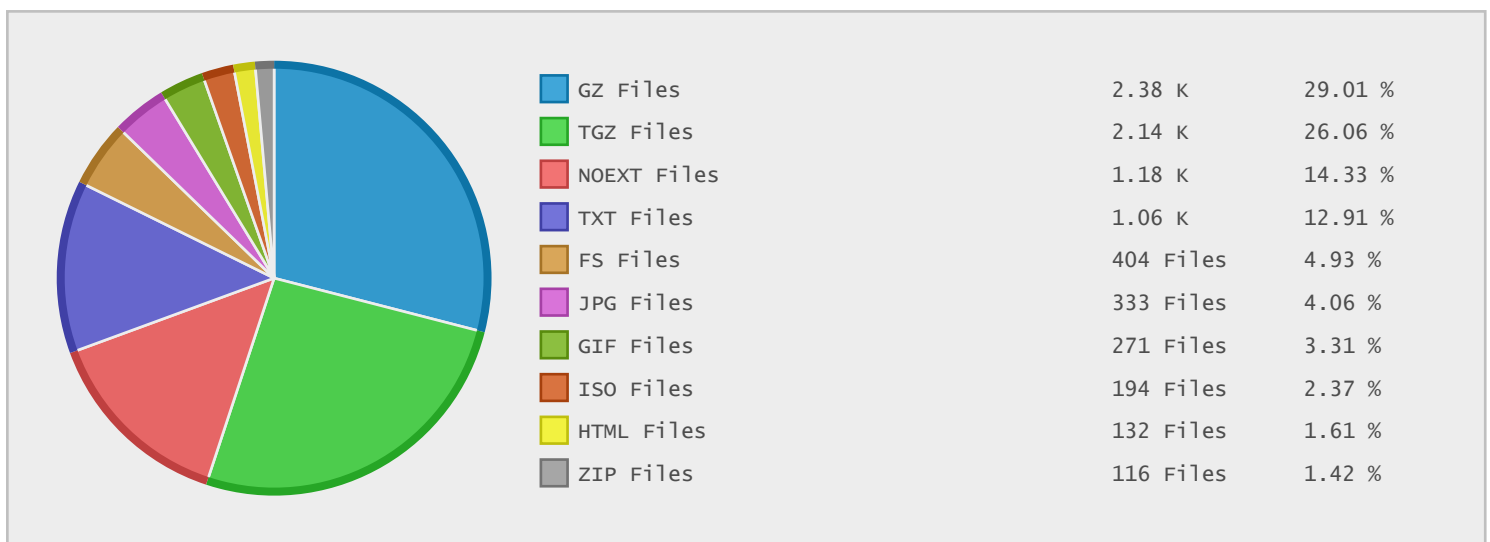 GZ Files 2.38 K 29.01 %
TGZ Files 2.14 K 26.06 %
NOEXT Files 1.18 K 14.33 %
TXT Files 1.06 K 12.91 %
FS Files 404 Files 4.93 %
JPG Files 333 Files 4.06 %
GIF Files 271 Files 3.31 %
ISO Files 194 Files 2.37 %
HTML Files 132 Files 1.61 %
ZIP Files 116 Files 1.42 %